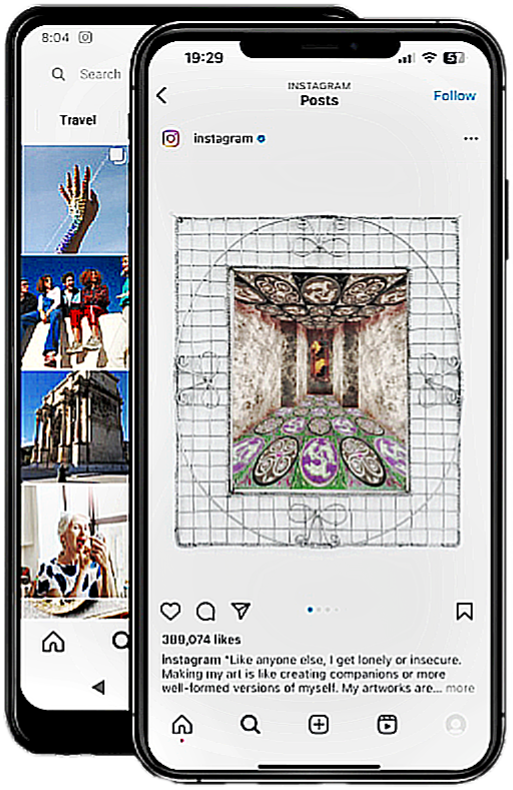 8:04
Search
Travel
19:29
57
INSTAGRAM
Posts
Follow
instagram
389,074 likes
instagram "Like anyone else, I get lonely or insecure.
Making my art is like creating companions or more
well-formed versions of myself. My artworks are... more